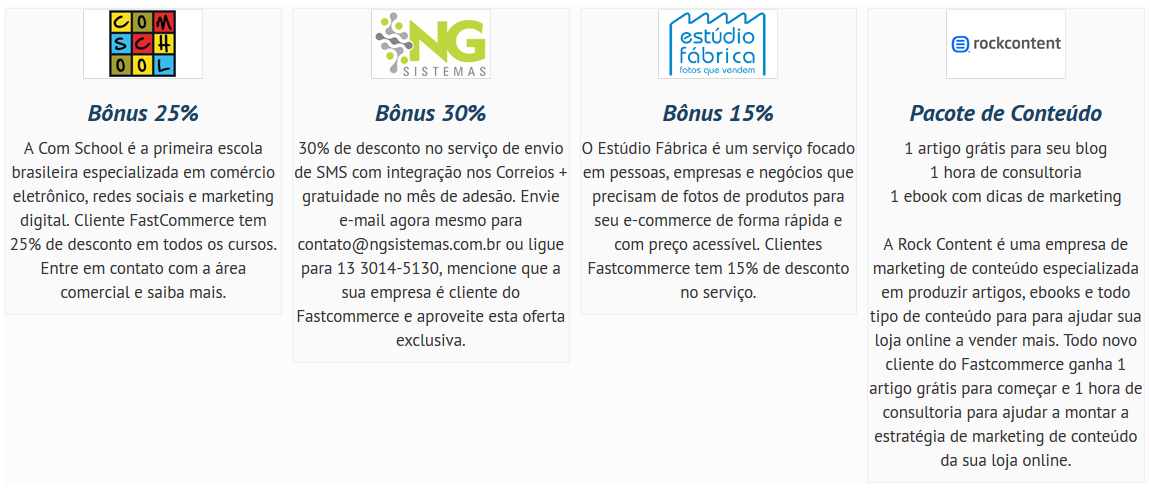 COM
SCH
OOL
Bônus 25%
A Com School é a primeira escola
brasileira especializada em comércio
eletrônico, redes sociais e marketing
digital. Cliente FastCommerce tem
25% de desconto em todos os cursos.
Entre em contato com a área
comercial e saiba mais.
NG
SISTEMAS
Bônus 30%
30% de desconto no serviço de envio
de SMS com integração nos Correios +
gratuidade no mês de adesão. Envie
e-mail agora mesmo para
contato@ngsistemas.com.br ou ligue
para 13 3014-5130, mencione que a
sua empresa é cliente do
Fastcommerce e aproveite esta oferta
exclusiva.
estúdio
fábrica
fotos que vendem
Bônus 15%
O Estúdio Fábrica é um serviço focado
em pessoas, empresas e negócios que
precisam de fotos de produtos para
seu e-commerce de forma rápida e
com preço acessível. Clientes
Fastcommerce tem 15% de desconto
no serviço.
rockcontent
Pacote de Conteúdo
1 artigo grátis para seu blog
1 hora de consultoria
1 ebook com dicas de marketing
A Rock Content é uma empresa de
marketing de conteúdo especializada
em produzir artigos, ebooks e todo
tipo de conteúdo para para ajudar sua
loja online a vender mais. Todo novo
cliente do Fastcommerce ganha 1
artigo grátis para começar e 1 hora de
consultoria para ajudar a montar a
estratégia de marketing de conteúdo
da sua loja online.